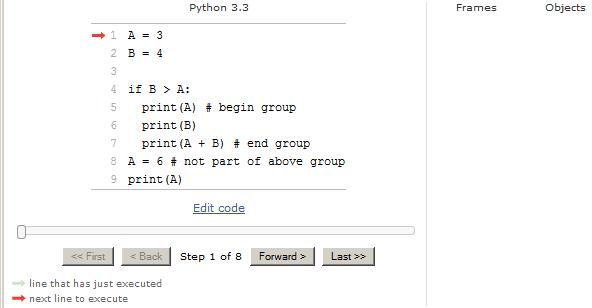 Python 3.3
Frames Objects
1 A = 3
2 B = 4
3
4 if B > A:
5   print(A) # begin group
6   print(B)
7   print(A + B) # end group
8 A = 6 # not part of above group
9 print(A)
Edit code
<< First < Back Step 1 of 8 Forward > Last >>
line that has just executed
next line to execute